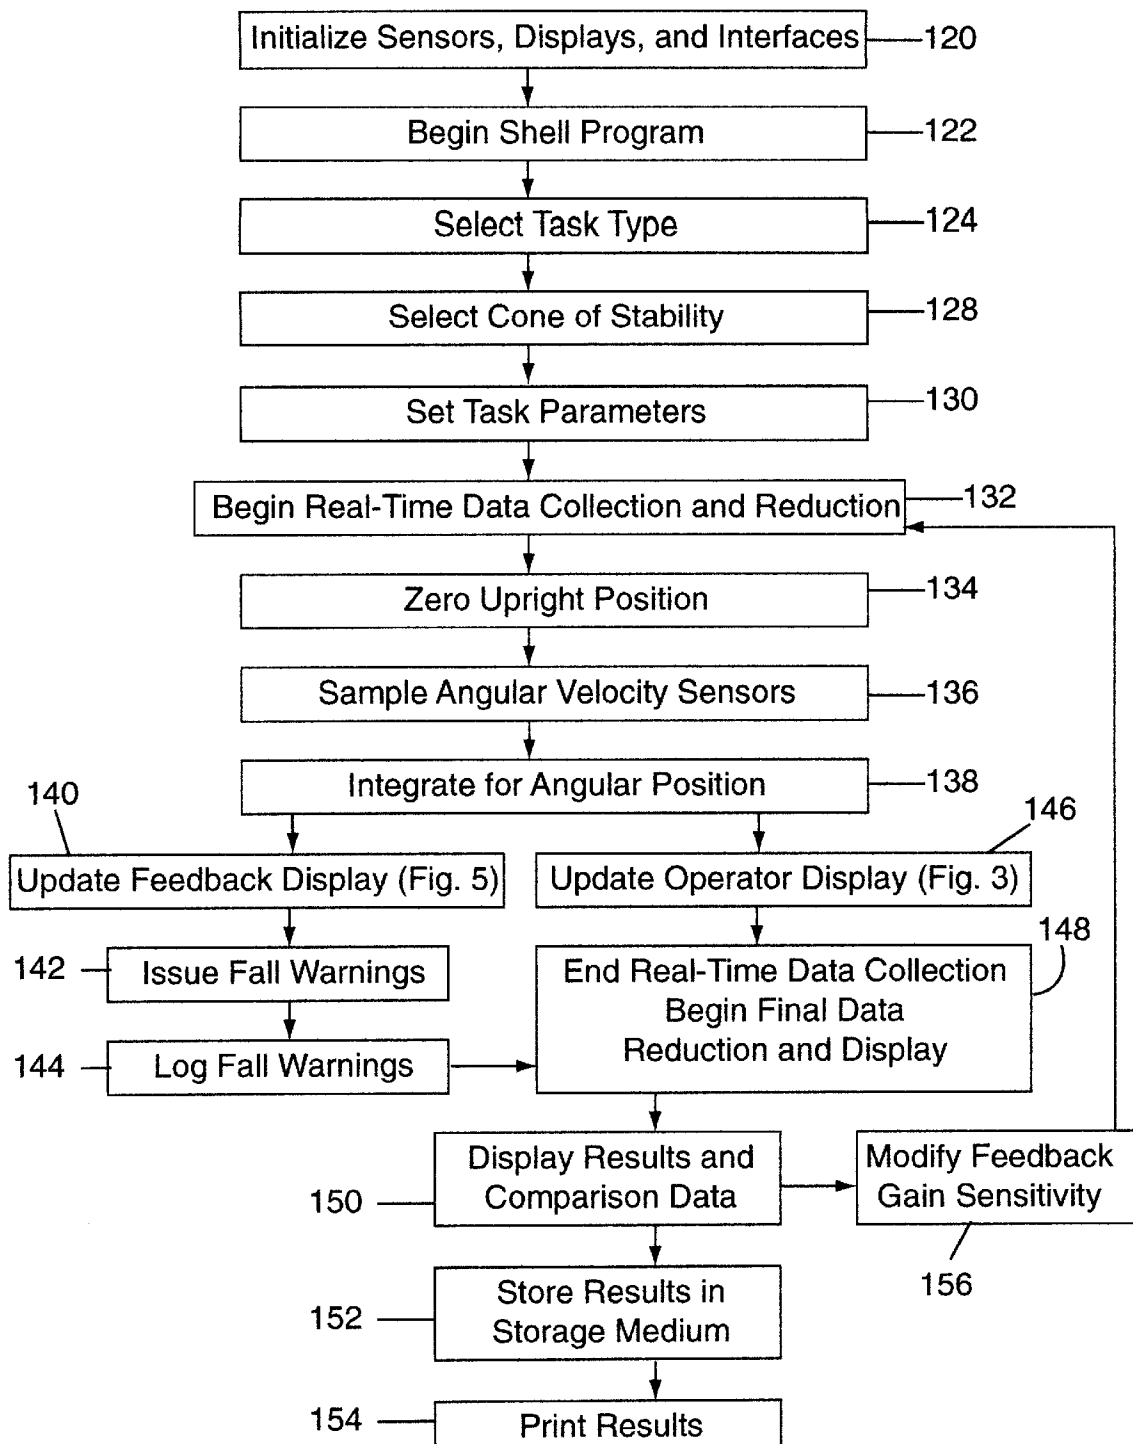 Initialize Sensors, Displays, and Interfaces
120
Begin Shell Program
122
Select Task Type
124
Select Cone of Stability
128
Set Task Parameters
130
Begin Real-Time Data Collection and Reduction
132
Zero Upright Position
134
Sample Angular Velocity Sensors
136
Integrate for Angular Position
138
140
146
Update Feedback Display (Fig. 5)
Update Operator Display (Fig. 3)
142
Issue Fall Warnings
144
Log Fall Warnings
148
End Real-Time Data Collection
Begin Final Data
Reduction and Display
150
Display Results and
Comparison Data
Modify Feedback
Gain Sensitivity
156
152
Store Results in
Storage Medium
154
Print Results